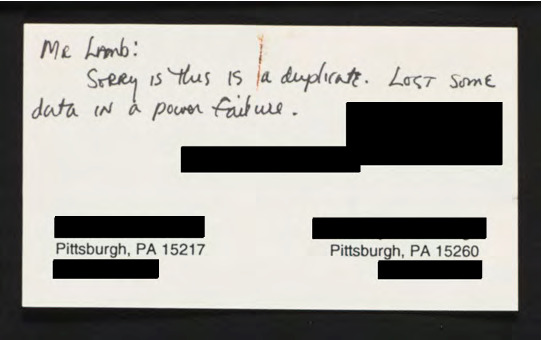 Mr Lamb:
Sorry is this is a duplicate. Lost some
data in a power failure.
Pittsburgh, PA 15217
Pittsburgh, PA 15260